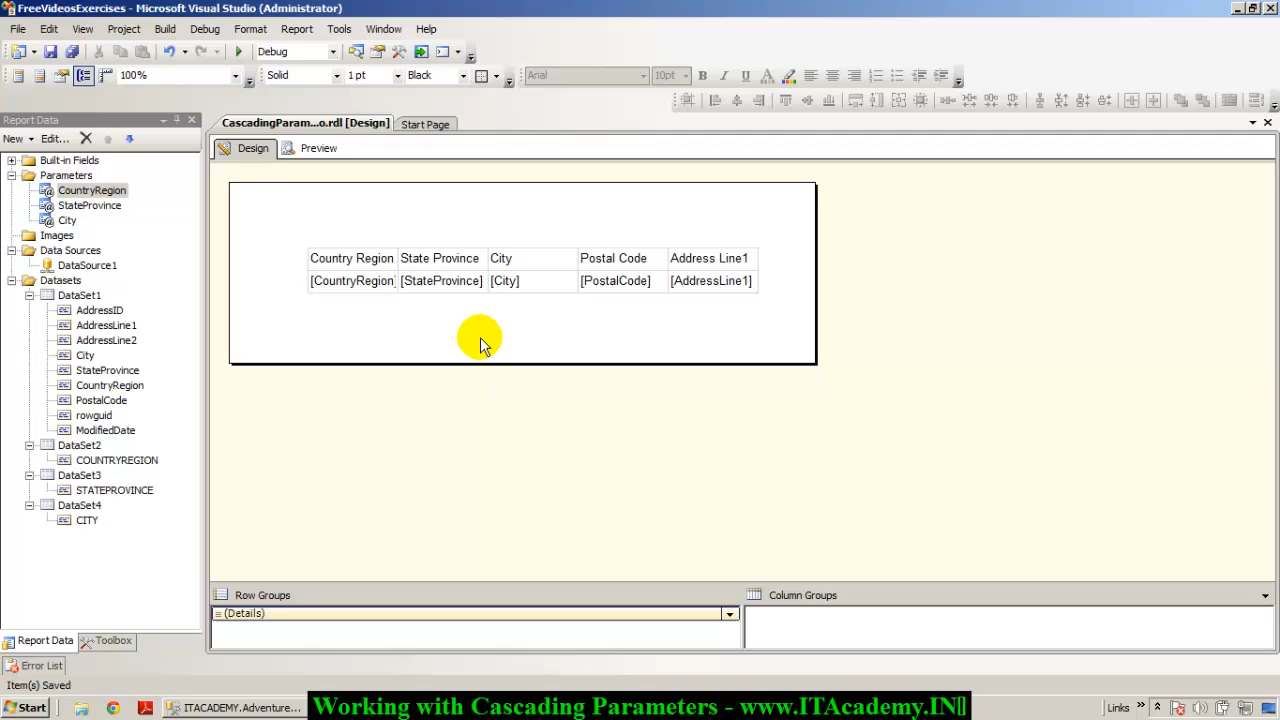 FreeVideosExercises - Microsoft Visual Studio (Administrator)
File Edit View Project Build Debug Format Report Tools Window Help
Debug
100% Solid 1 pt Black Arial 10pt B I U A
Report Data
CascadingParam...o.rdl [Design] Start Page
New Edit...
Design Preview
Built-in Fields
Parameters
CountryRegion
StateProvince
City
Images
Data Sources
DataSource1
Datasets
DataSet1
AddressID
AddressLine1
AddressLine2
City
StateProvince
CountryRegion
PostalCode
rowguid
ModifiedDate
DataSet2
COUNTRYREGION
DataSet3
STATEPROVINCE
DataSet4
CITY
Country Region State Province City Postal Code Address Line1
[CountryRegion] [StateProvince] [City] [PostalCode] [AddressLine1]
Row Groups Column Groups
(Details)
Report Data Toolbox
Error List
Item(s) Saved
Start ITACADEMY.Adventure... Working with Cascading Parameters - www.ITAcademy.IN Links